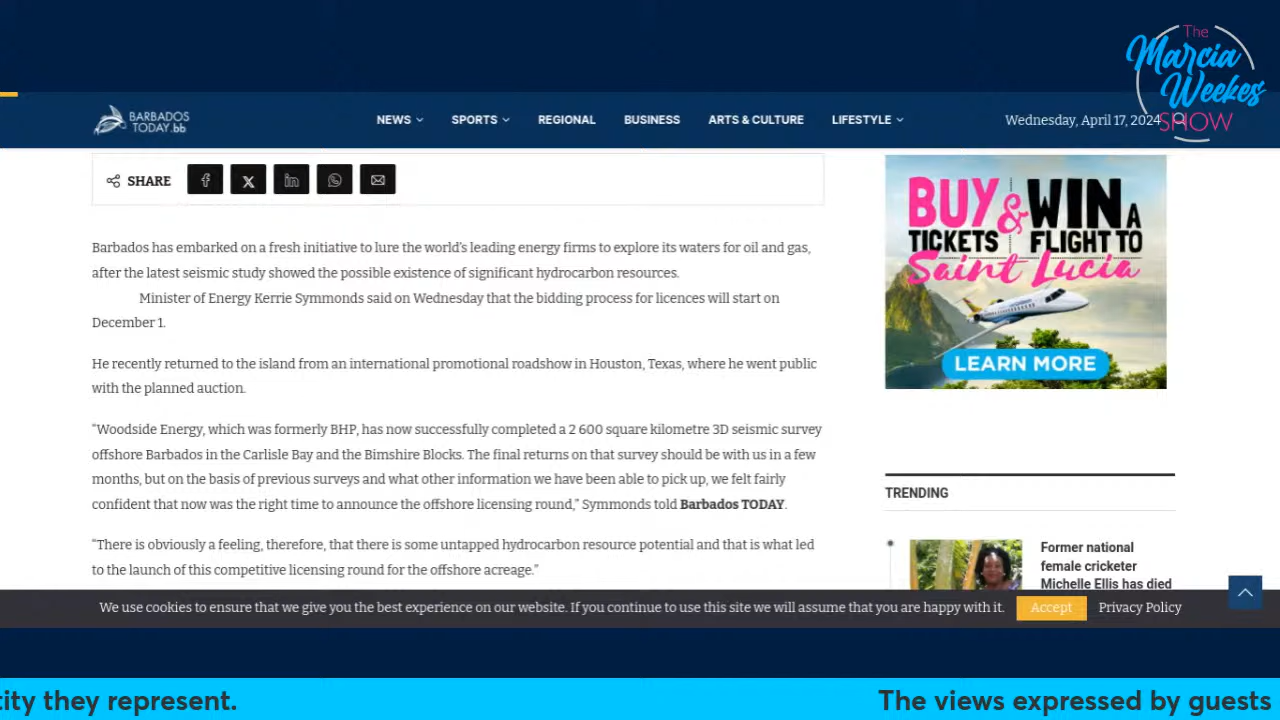 The
Marcia
Weekes
SHOW
BARBADOS
TODAY.bb
NEWS
SPORTS
REGIONAL
BUSINESS
ARTS & CULTURE
LIFESTYLE
Wednesday, April 17, 2024
SHARE
Barbados has embarked on a fresh initiative to lure the world's leading energy firms to explore its waters for oil and gas,
after the latest seismic study showed the possible existence of significant hydrocarbon resources.
Minister of Energy Kerrie Symmonds said on Wednesday that the bidding process for licences will start on
December 1.
He recently returned to the island from an international promotional roadshow in Houston, Texas, where he went public
with the planned auction.
“Woodside Energy, which was formerly BHP, has now successfully completed a 2 600 square kilometre 3D seismic survey
offshore Barbados in the Carlisle Bay and the Bimshire Blocks. The final returns on that survey should be with us in a few
months, but on the basis of previous surveys and what other information we have been able to pick up, we felt fairly
confident that now was the right time to announce the offshore licensing round,” Symmonds told Barbados TODAY.
“There is obviously a feeling, therefore, that there is some untapped hydrocarbon resource potential and that is what led
to the launch of this competitive licensing round for the offshore acreage.”
BUY & WIN A
TICKETS FLIGHT TO
Saint Lucia
LEARN MORE
TRENDING
Former national
female cricketer
Michelle Ellis has died
We use cookies to ensure that we give you the best experience on our website. If you continue to use this site we will assume that you are happy with it.
Accept
Privacy Policy
tity they represent.
The views expressed by guests